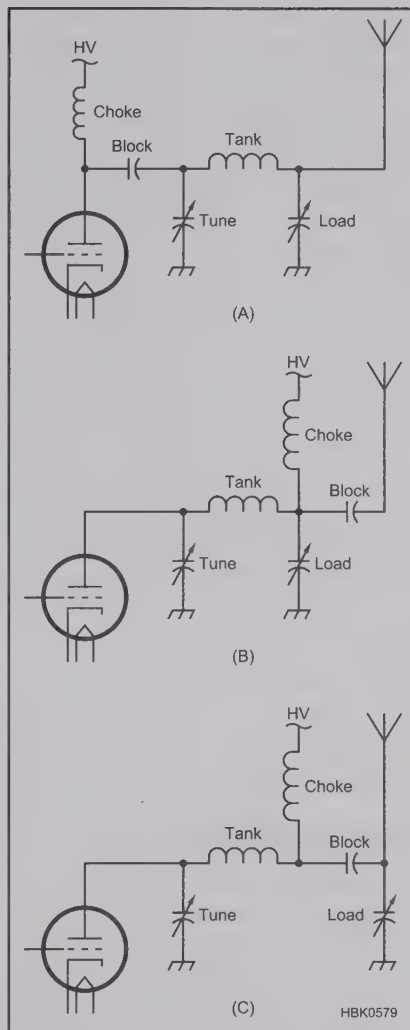 HV
Choke
Block
Tank
Tune
Load
(A)
HV
Choke
Tank
Block
Tune
Load
(B)
HV
Choke
Tank
Block
Tune
Load
(C)
HBK0579